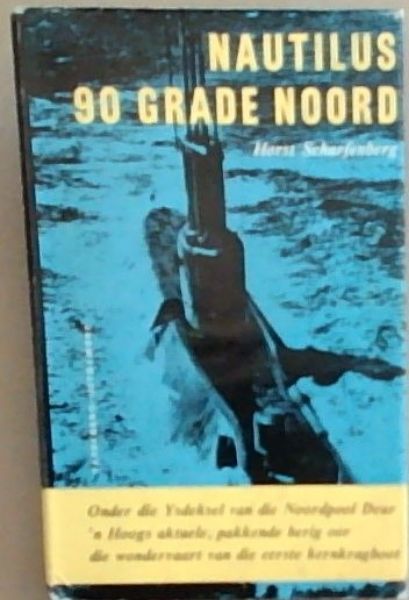 NAUTILUS
90 GRADE NOORD
Horst Scharfenberg
Onder die Ysdeksel van die Noordpool Deur
'n Hoogs aktuele, pakkende berig oor
die wondervaart van die eerste kernkragboot